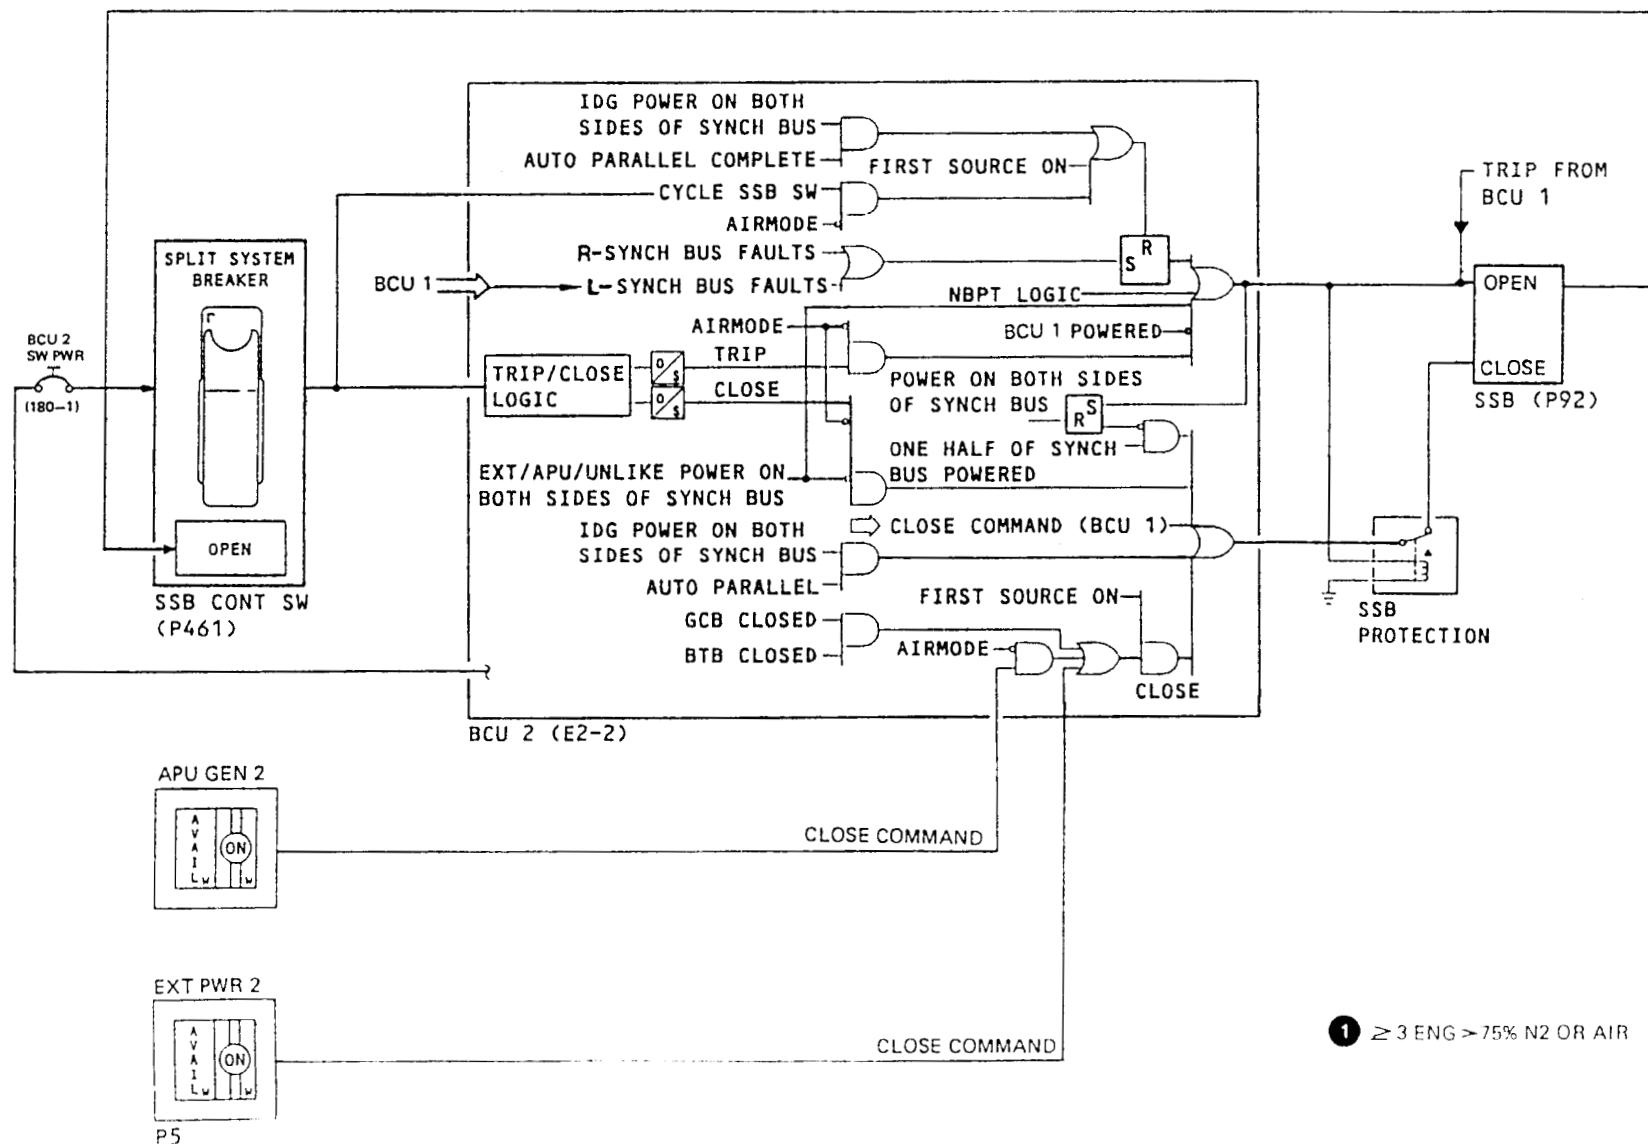 IDG POWER ON BOTH
SIDES OF SYNCH BUS
AUTO PARALLEL COMPLETE
FIRST SOURCE ON
CYCLE SSB SW
AIRMODE
TRIP FROM
BCU 1
SPLIT SYSTEM
BREAKER
R-SYNCH BUS FAULTS
R
S
BCU 1
L-SYNCH BUS FAULTS
NBPT LOGIC
OPEN
AIRMODE
BCU 1 POWERED
BCU 2
SW PWR
(180-1)
TRIP
TRIP/CLOSE
LOGIC
O/S
CLOSE
O/S
POWER ON BOTH SIDES
OF SYNCH BUS
S
R
CLOSE
SSB (P92)
ONE HALF OF SYNCH
BUS POWERED
EXT/APU/UNLIKE POWER ON
BOTH SIDES OF SYNCH BUS
CLOSE COMMAND (BCU 1)
IDG POWER ON BOTH
SIDES OF SYNCH BUS
OPEN
AUTO PARALLEL
SSB CONT SW
(P461)
FIRST SOURCE ON
SSB
PROTECTION
GCB CLOSED
AIRMODE
BTB CLOSED
CLOSE
BCU 2 (E2-2)
APU GEN 2
AVAIL
W
ON
W
CLOSE COMMAND
EXT PWR 2
AVAIL
W
ON
W
CLOSE COMMAND
P5
1 ≥ 3 ENG > 75% N2 OR AIR